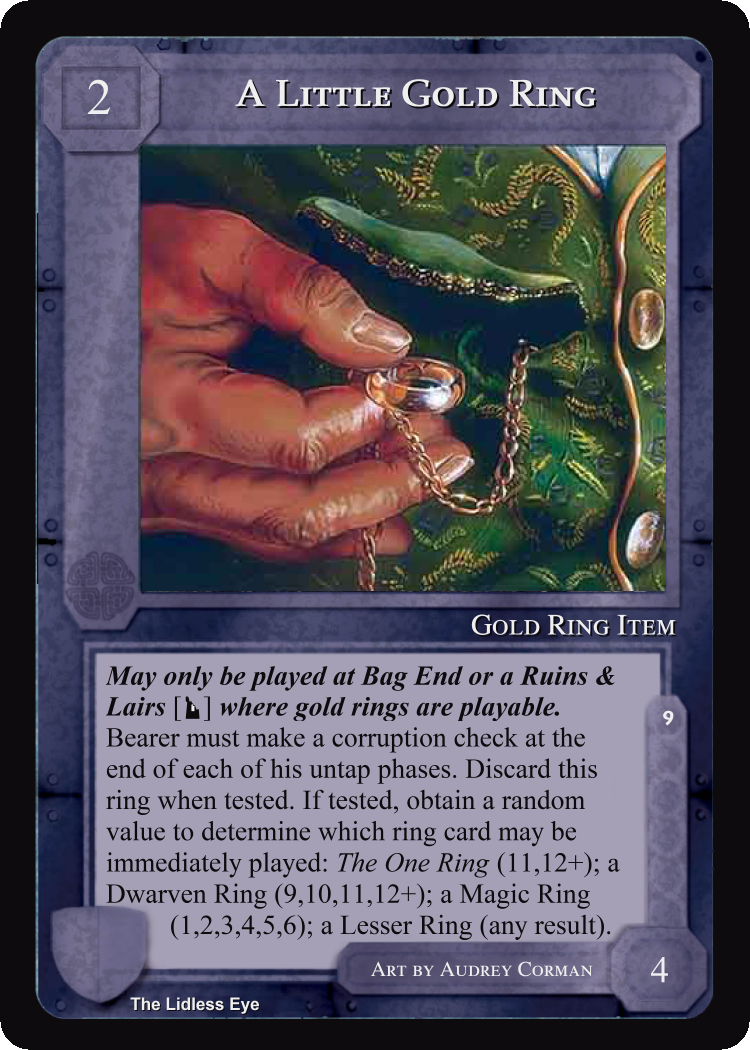 2
A Little Gold Ring
Gold Ring Item
May only be played at Bag End or a Ruins &
Lairs [] where gold rings are playable.
9
Bearer must make a corruption check at the
end of each of his untap phases. Discard this
ring when tested. If tested, obtain a random
value to determine which ring card may be
immediately played: The One Ring (11,12+); a
Dwarven Ring (9,10,11,12+); a Magic Ring
(1,2,3,4,5,6); a Lesser Ring (any result).
Art by Audrey Corman
4
The Lidless Eye